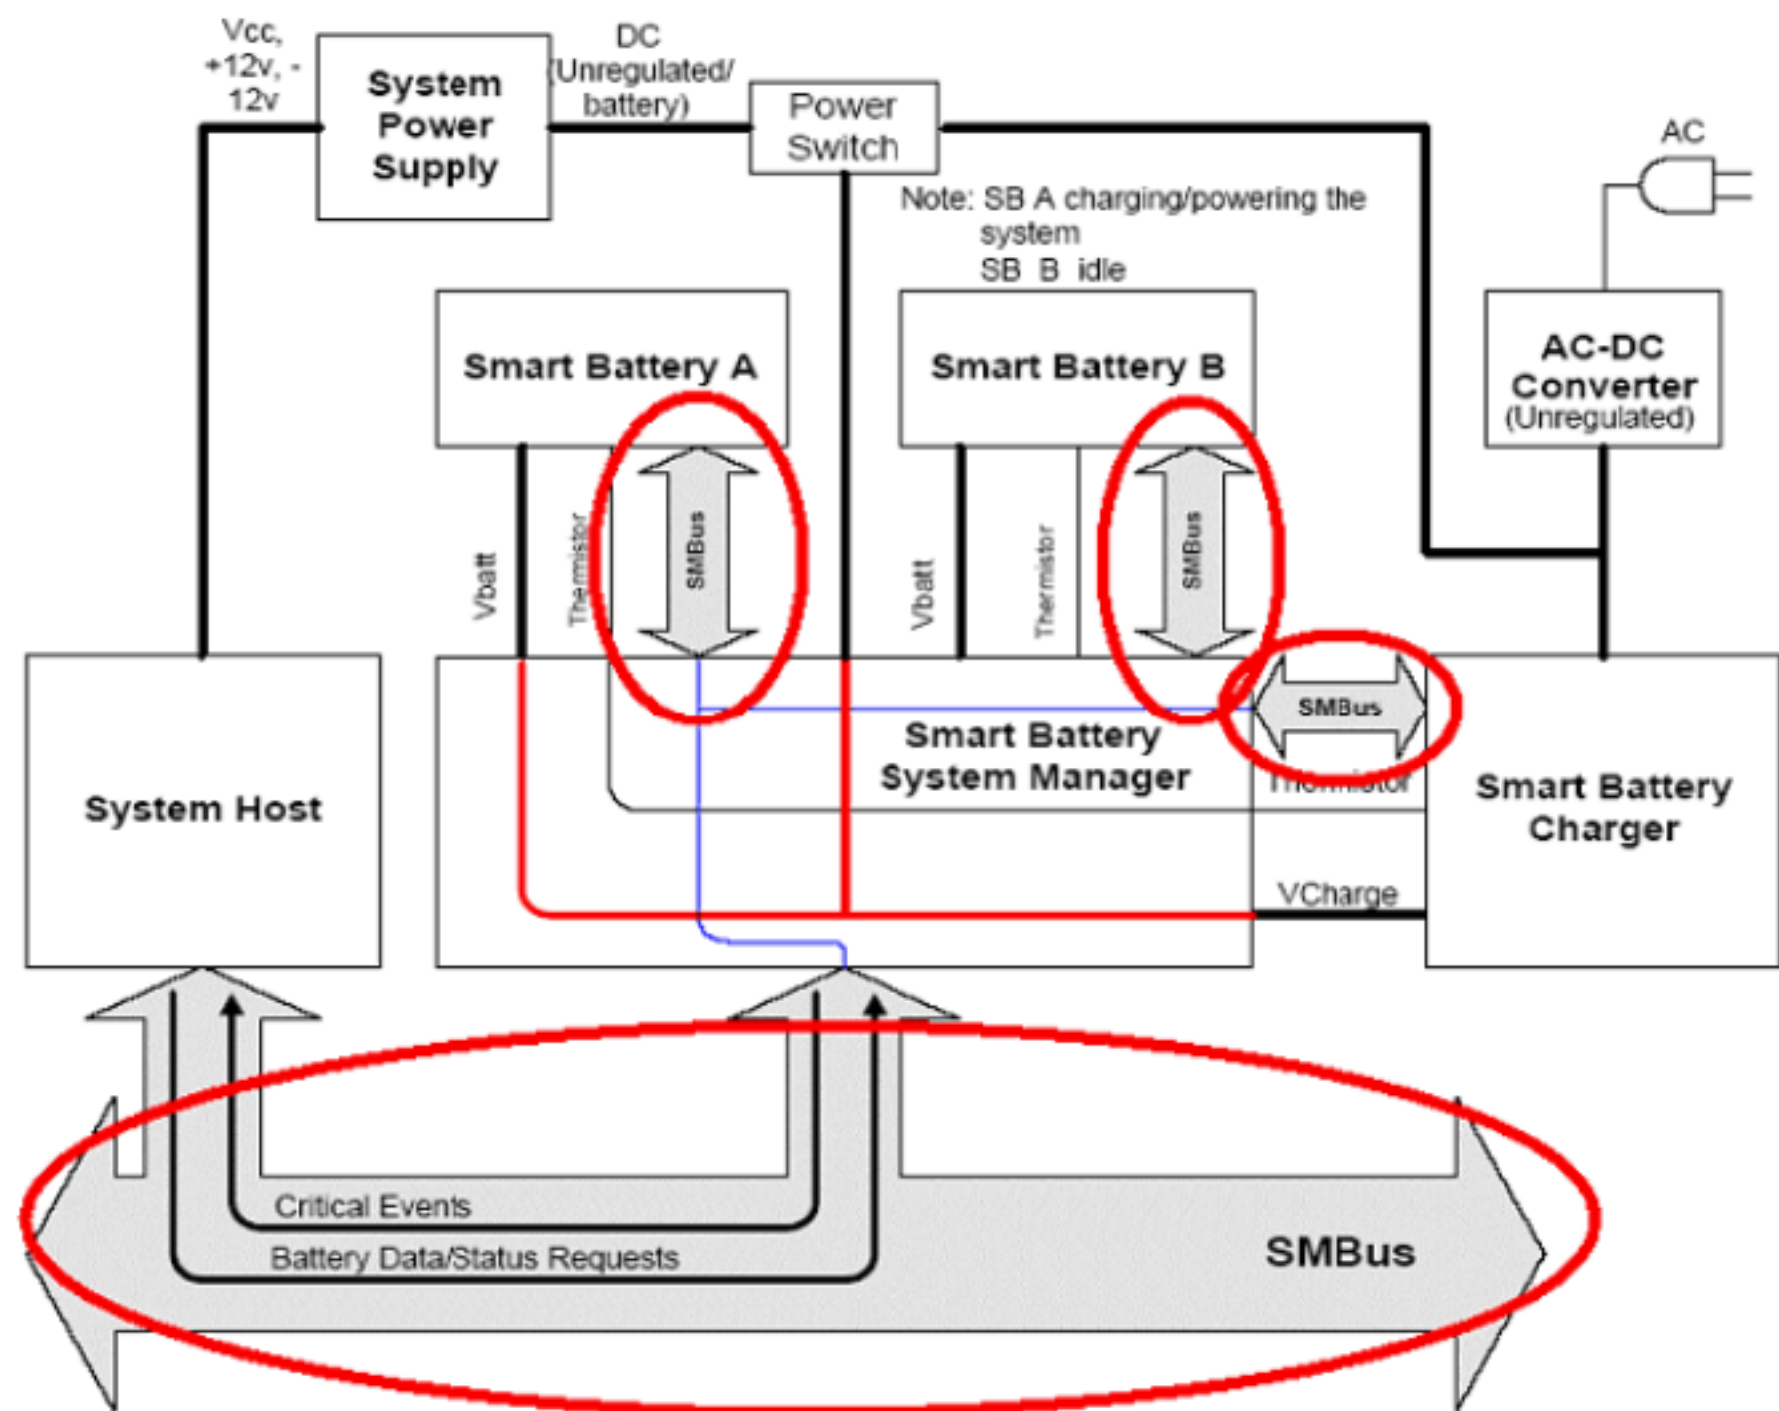 Vcc,
+12v, -
12v
System
Power
Supply
DC
(Unregulated/
battery)
Power
Switch
AC
Note: SB A charging/powering the
system
SB B idle
Smart Battery A
Smart Battery B
AC-DC
Converter
(Unregulated)
Vbatt
Thermistor
SMBus
Vbatt
Thermistor
SMBus
SMBus
Thermistor
System Host
Smart Battery
System Manager
Smart Battery
Charger
VCharge
Critical Events
Battery Data/Status Requests
SMBus